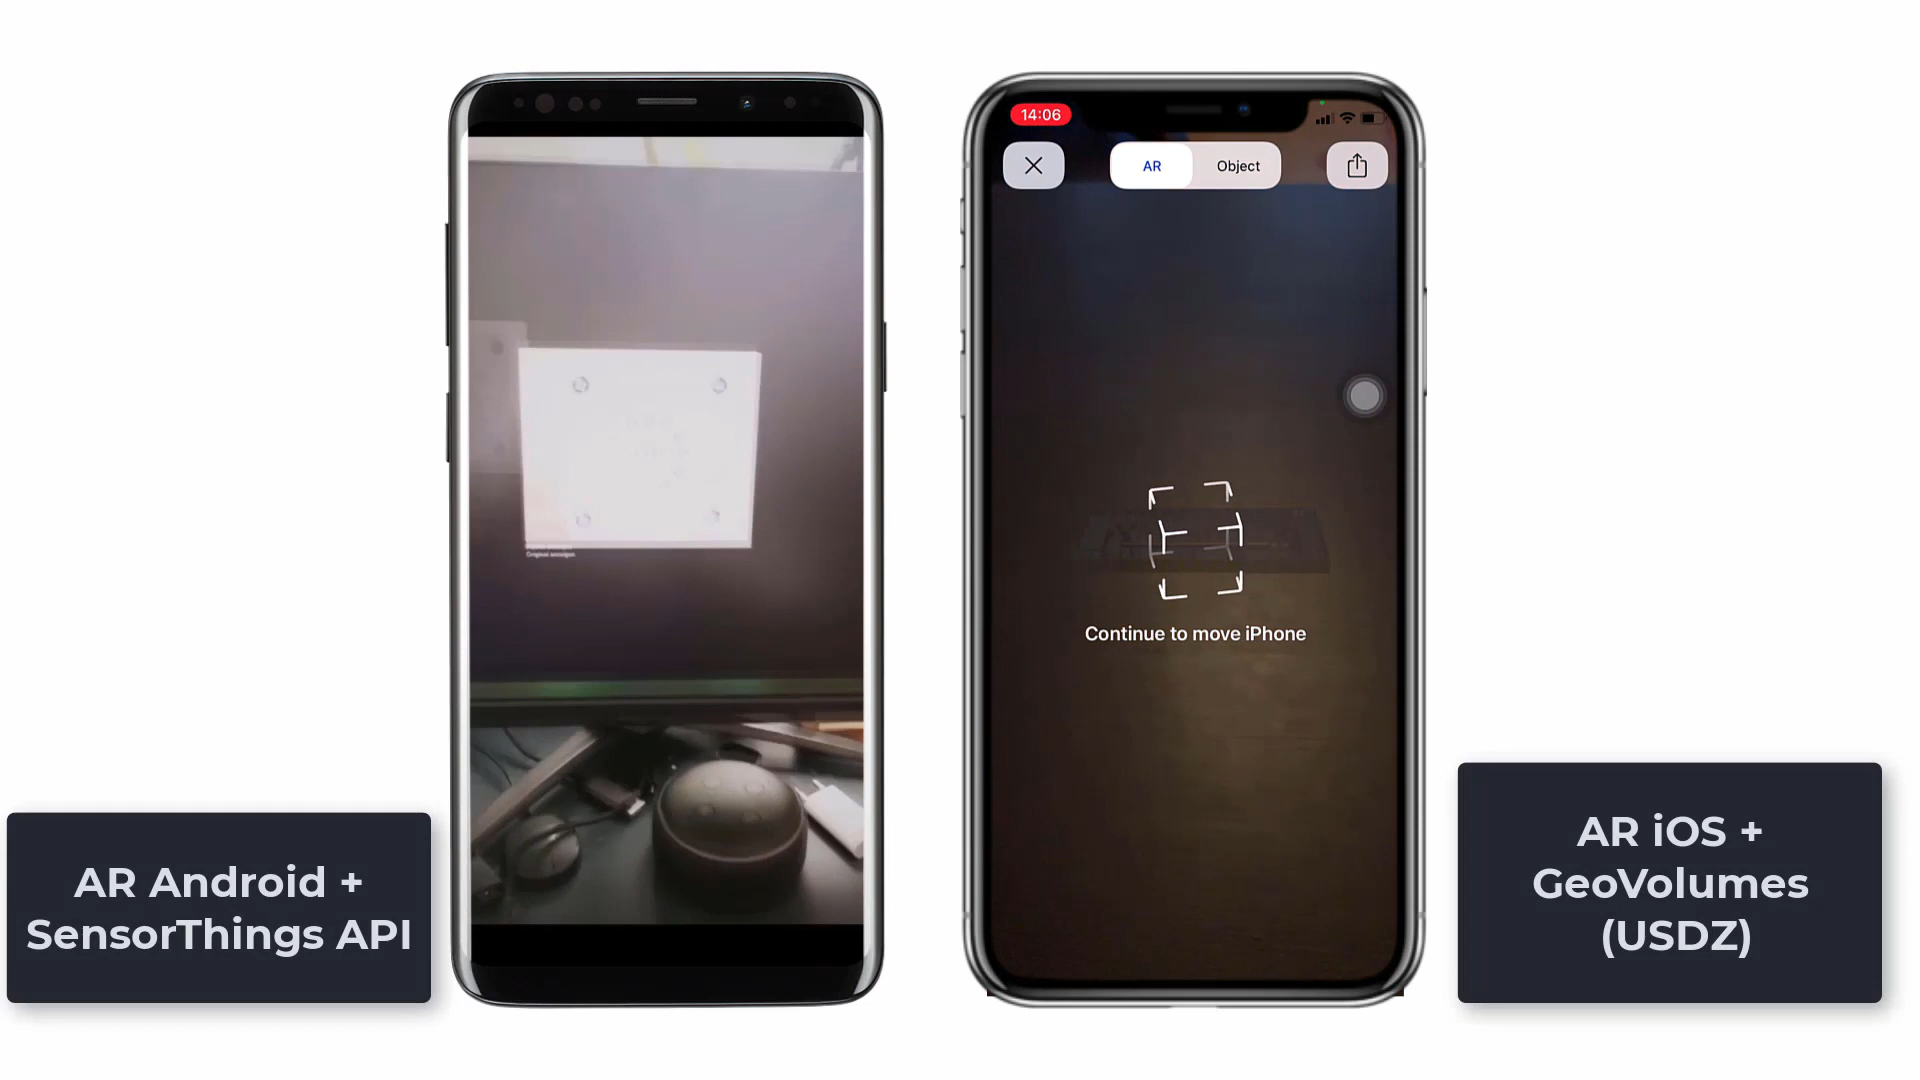 14:06
AR
Object
Continue to move iPhone
AR Android +
SensorThings API
AR iOS +
GeoVolumes
(USDZ)